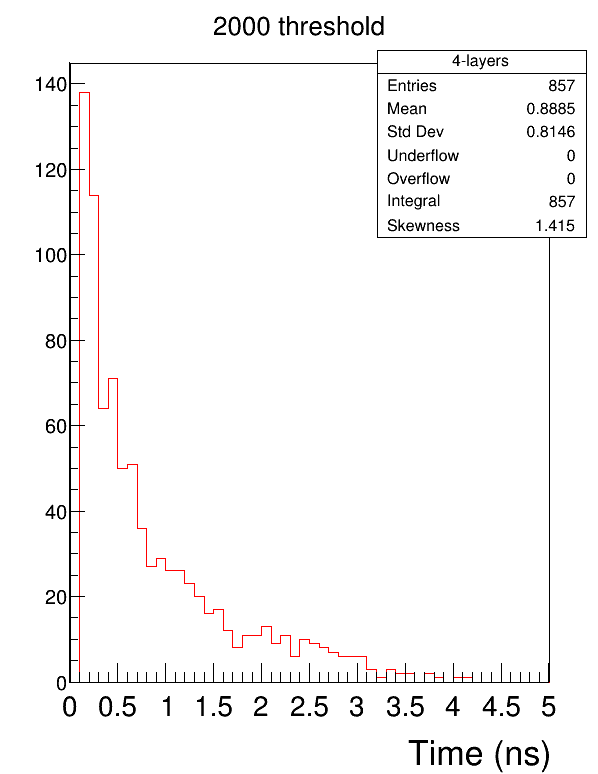 2000 threshold
4-layers
Entries 857
Mean 0.8885
Std Dev 0.8146
Underflow 0
Overflow 0
Integral 857
Skewness 1.415
140
120
100
80
60
40
20
0
0 0.5 1 1.5 2 2.5 3 3.5 4 4.5 5
Time (ns)